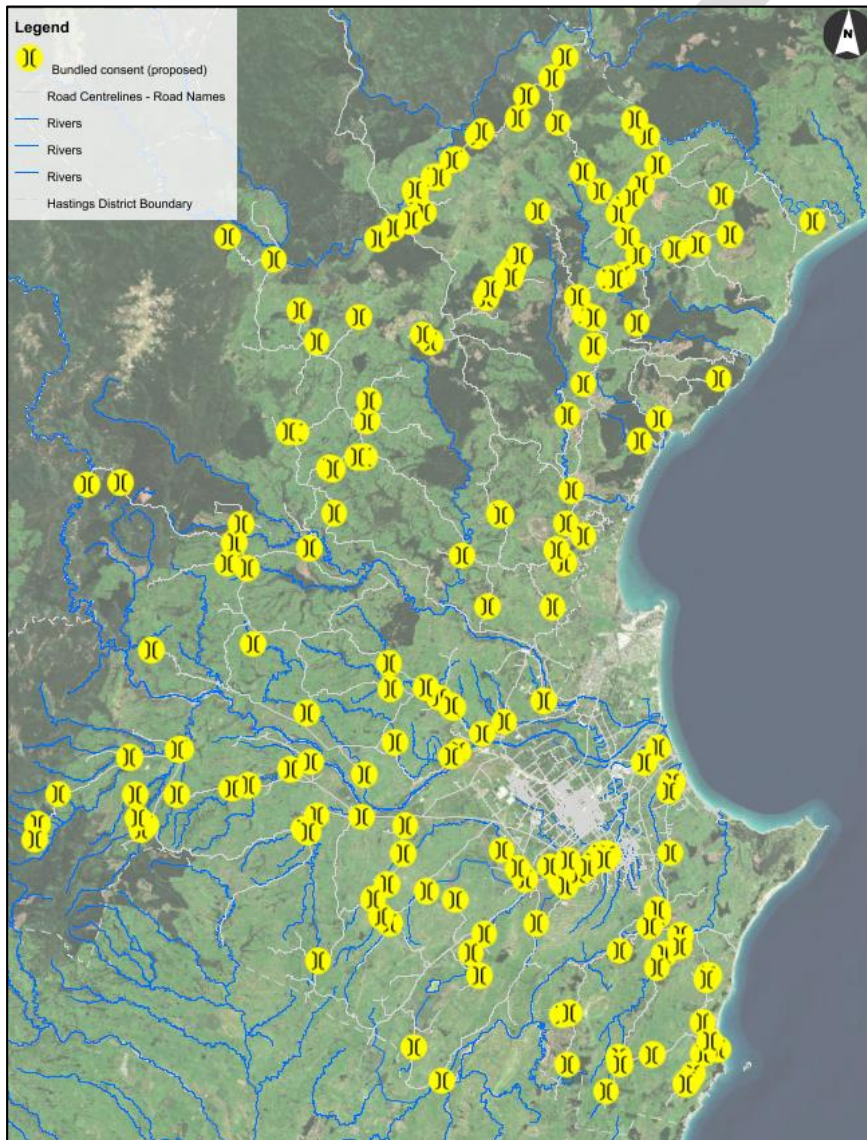 Legend
Bundled consent (proposed)
Road Centrelines - Road Names
Rivers
Rivers
Rivers
Hastings District Boundary
N